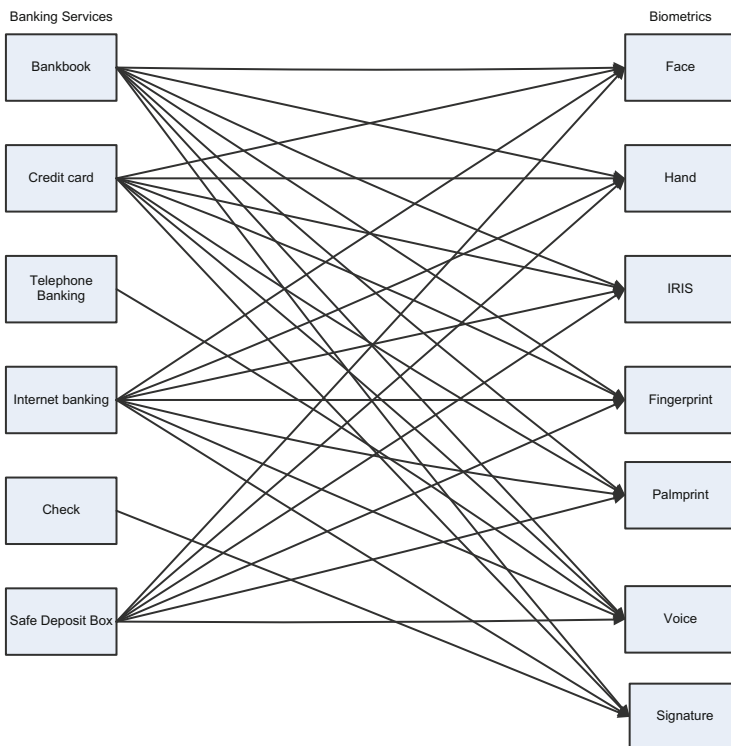 Banking Services
Biometrics
Bankbook
Face
Credit card
Hand
Telephone
Banking
IRIS
Internet banking
Fingerprint
Check
Palmprint
Safe Deposit Box
Voice
Signature